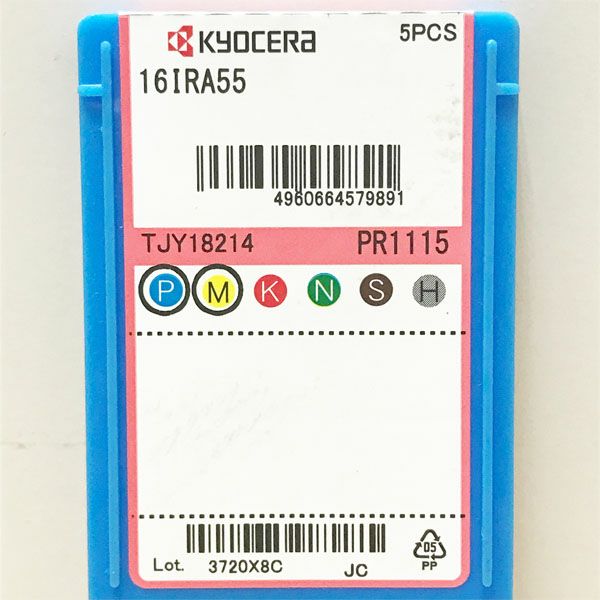 KYOCERA 5PCS
16IRA55
4960664579891
TJY18214 PR1115
P M K N S H
Lot. 3720X8C JC
05
PP